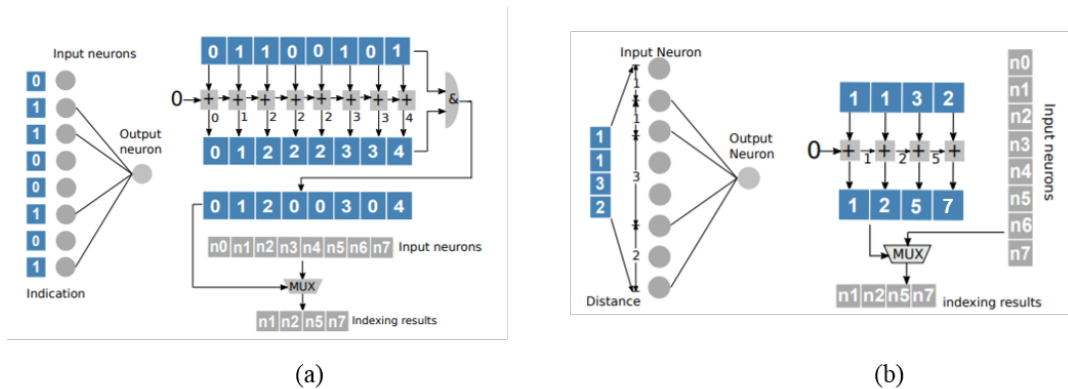 Input neurons
0
1
1
0
0
1
0
1
Indication
Output
neuron
0 1 1 0 0 1 0 1
0 + + + + + + + +
0 1 2 2 2 3 3 4
&
0 1 2 2 2 3 3 4
0 1 2 0 0 3 0 4
n0 n1 n2 n3 n4 n5 n6 n7 Input neurons
MUX
n1 n2 n5 n7 Indexing results
(a)
Input Neuron
1
1
3
2
1
1
3
2
Distance
Output
Neuron
1 1 3 2
0 + 1 + 2 + 5 +
1 2 5 7
MUX
n1 n2 n5 n7 indexing results
n0
n1
n2
n3
n4
n5
n6
n7
Input neurons
(b)